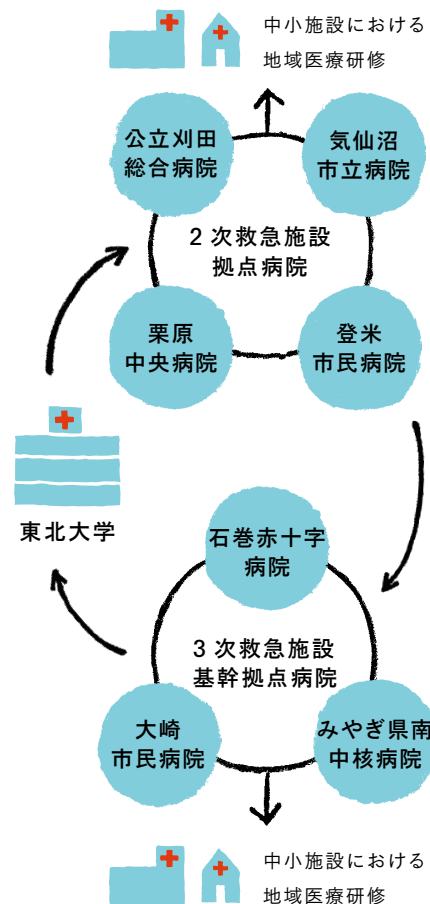 中小施設における
地域医療研修
公立刈田
総合病院
気仙沼
市立病院
2次救急施設
拠点病院
栗原
中央病院
登米
市民病院
東北大学
石巻赤十字
病院
3次救急施設
基幹拠点病院
大崎
市民病院
みやぎ県南
中核病院
中小施設における
地域医療研修